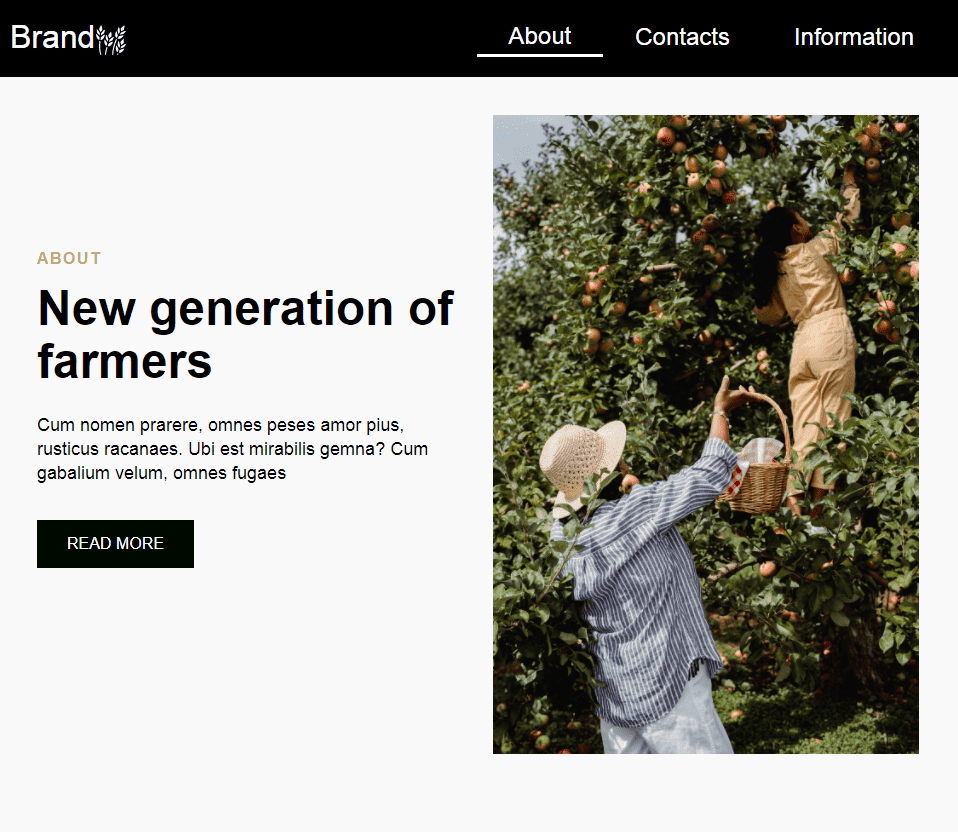 Brand
About
Contacts
Information
ABOUT
New generation of
farmers
Cum nomen prarere, omnes peses amor pius,
rusticus racanaes. Ubi est mirabilis gemna? Cum
gabalium velum, omnes fugaes
READ MORE